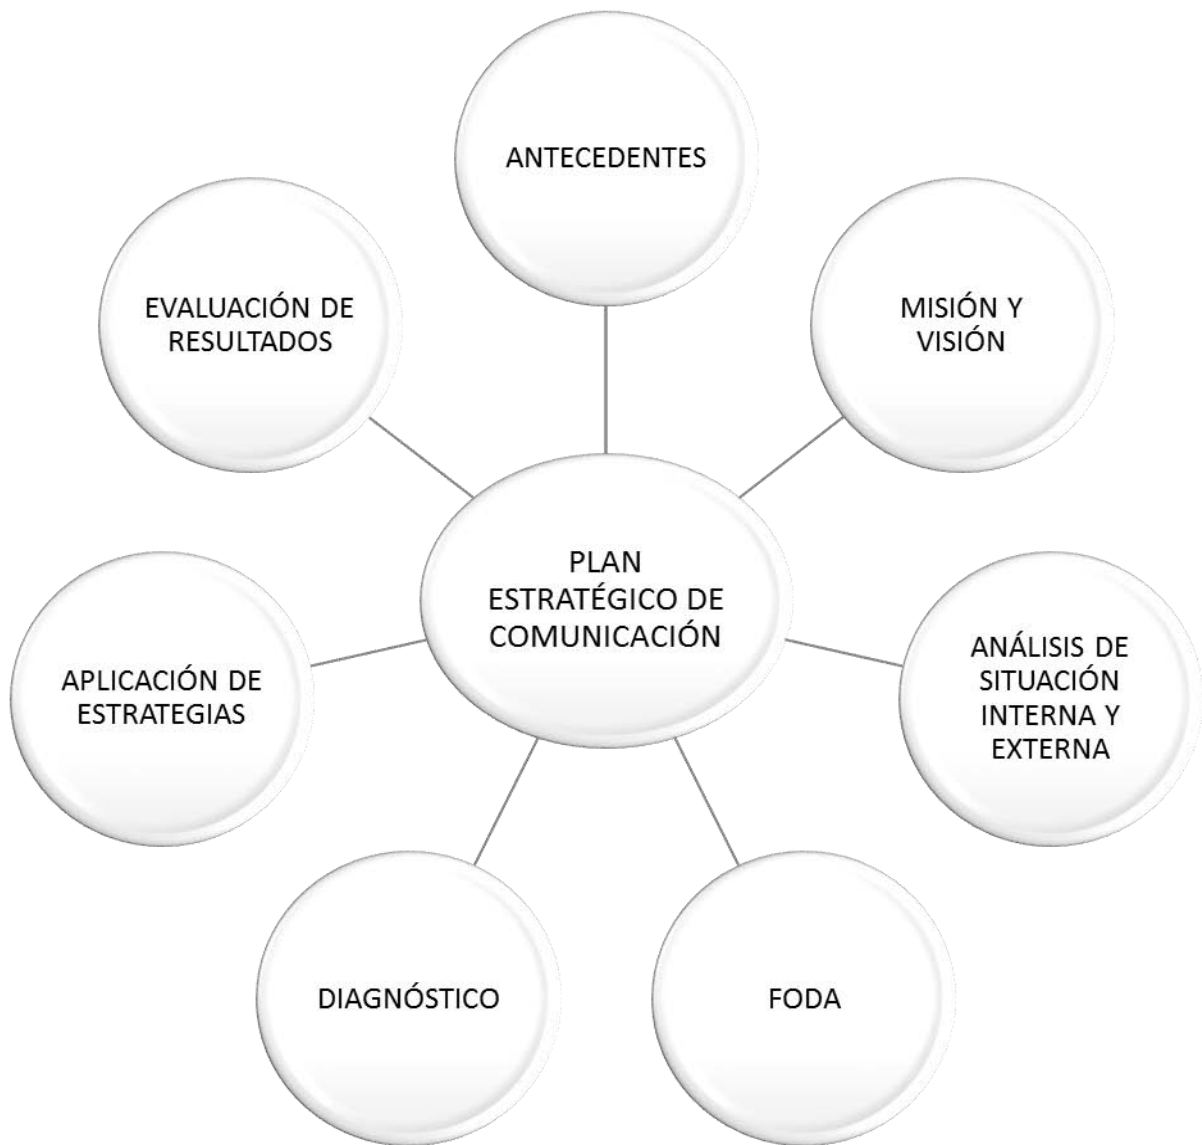 ANTECEDENTES
MISIÓN Y
VISIÓN
ANÁLISIS DE
SITUACIÓN
INTERNA Y
EXTERNA
FODA
DIAGNÓSTICO
APLICACIÓN DE
ESTRATEGIAS
EVALUACIÓN DE
RESULTADOS
PLAN
ESTRATÉGICO DE
COMUNICACIÓN